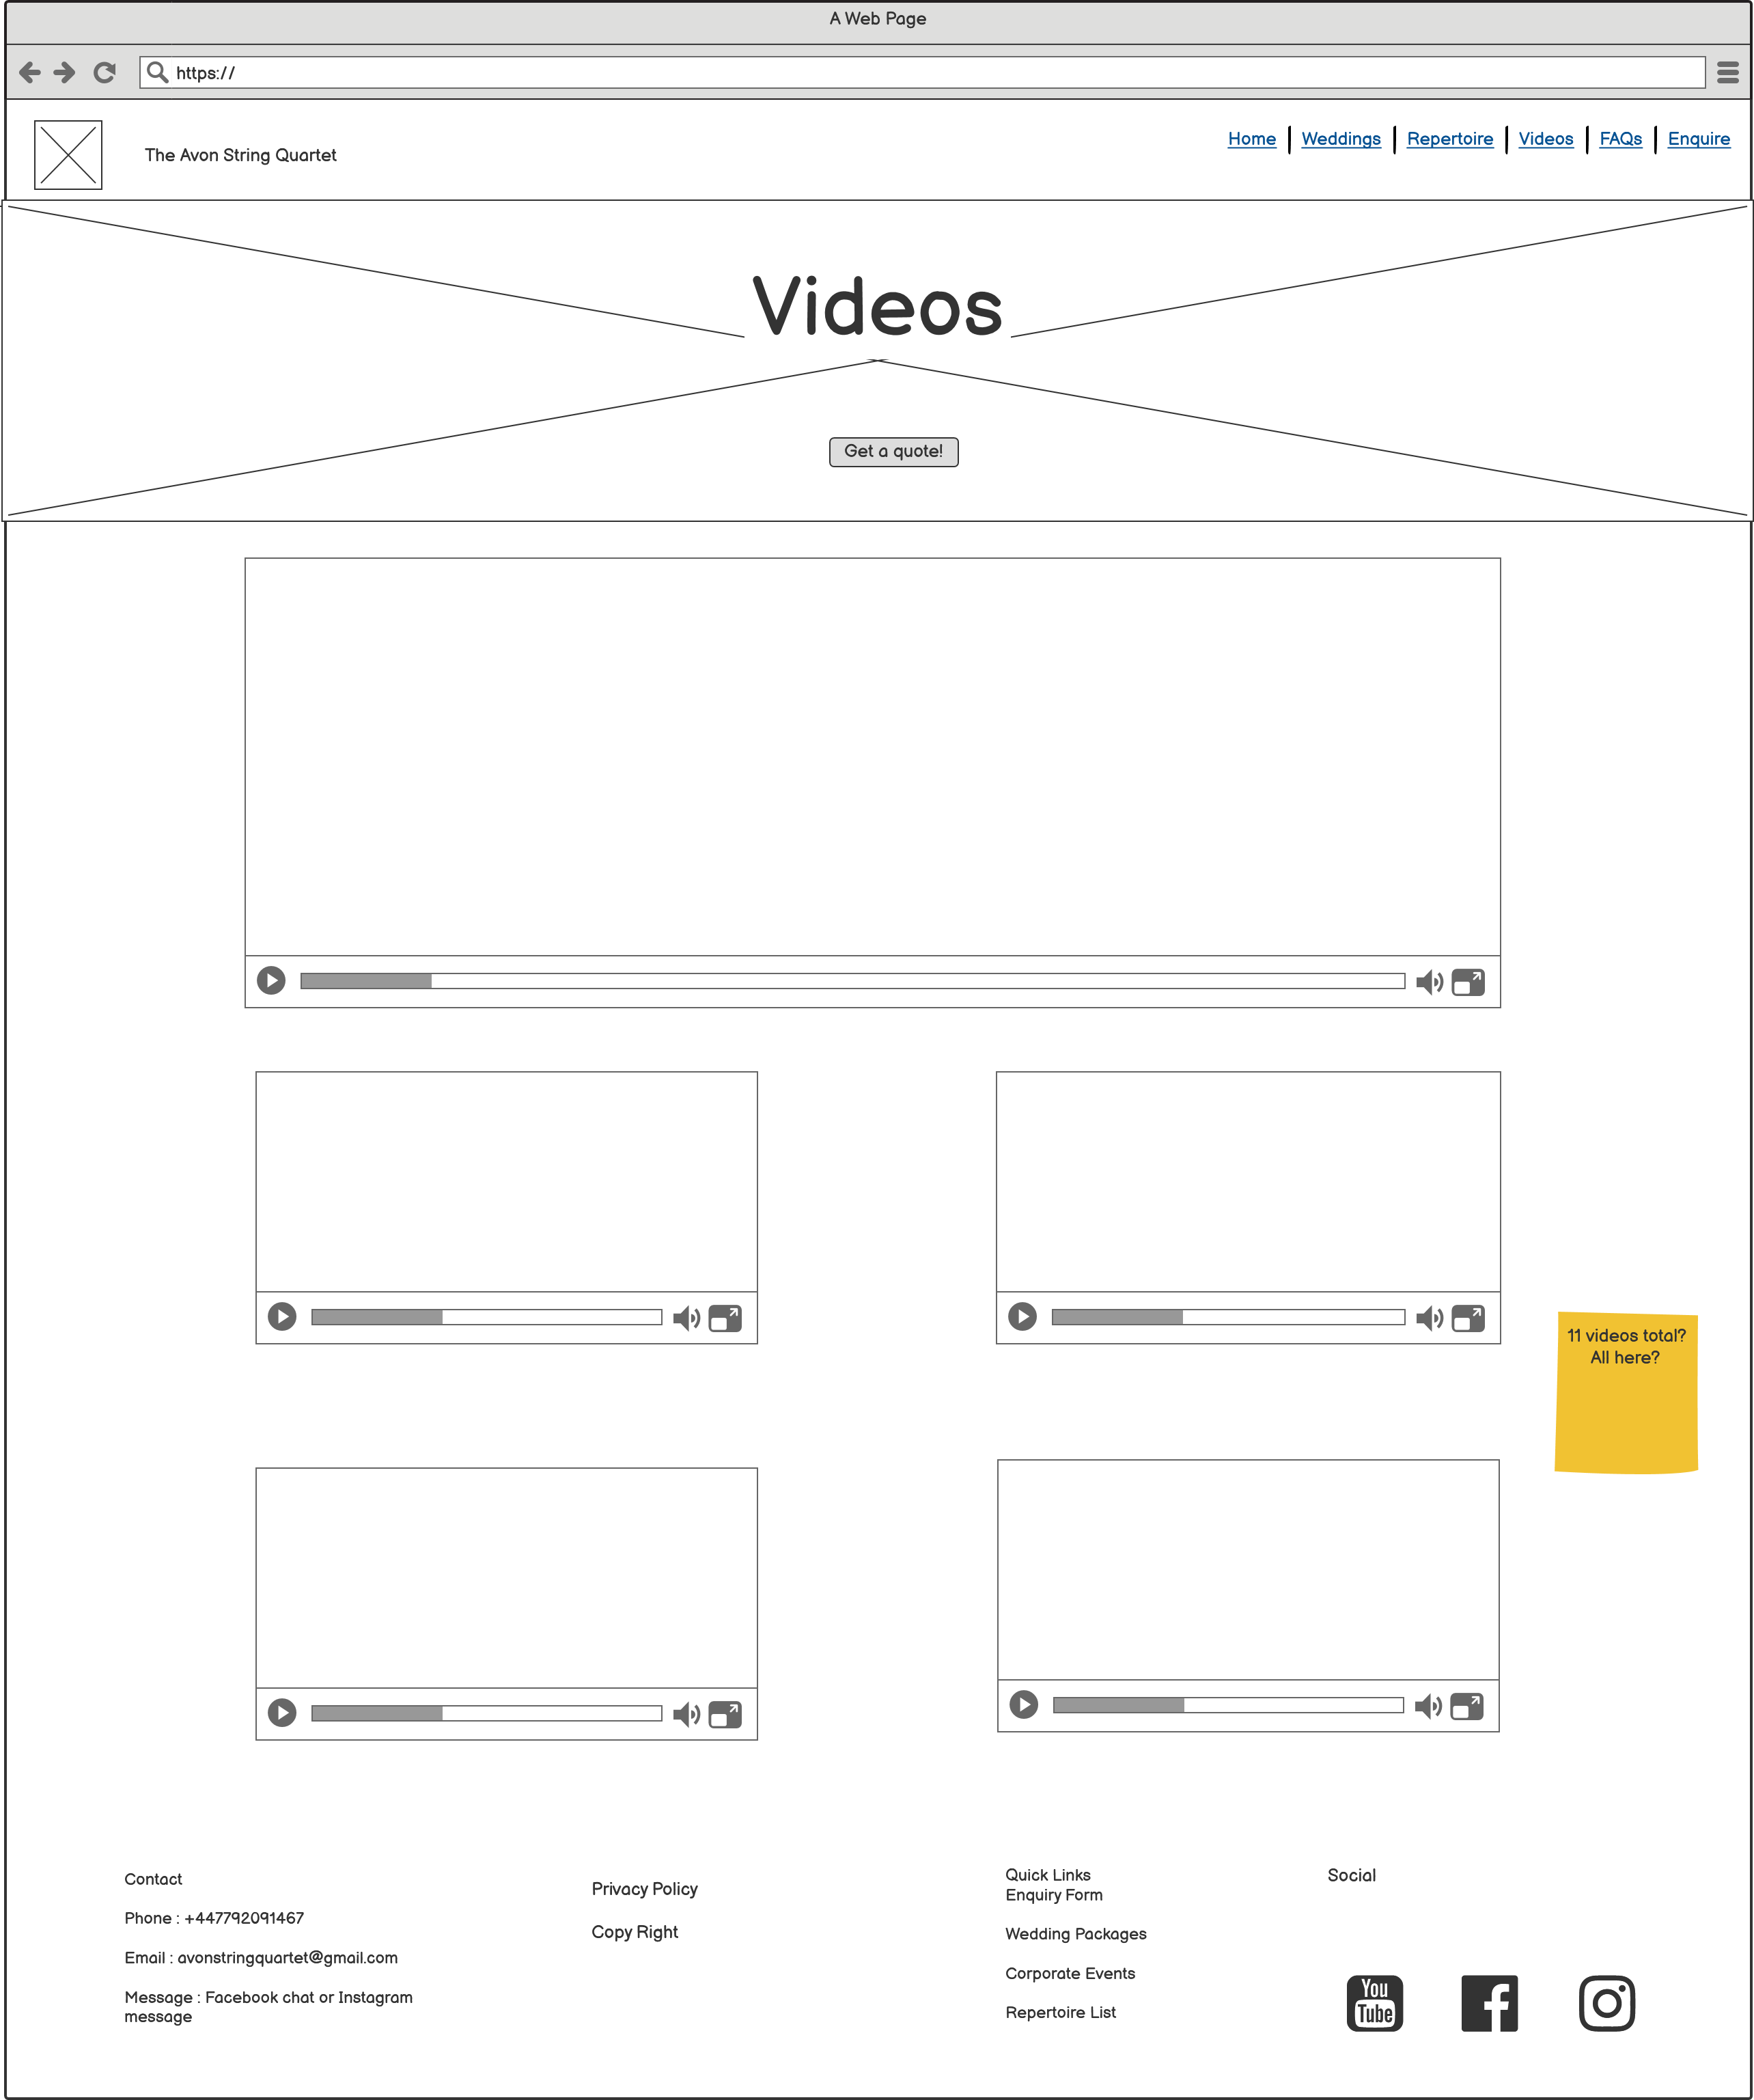 A Web Page
https://
The Avon String Quartet
Home
Weddings
Repertoire
Videos
FAQs
Enquire
Videos
Get a quote!
11 videos total?
All here?
Contact
Phone : +447792091467
Email : avonstringquartet@gmail.com
Message : Facebook chat or Instagram
message
Privacy Policy
Copy Right
Quick Links
Enquiry Form
Wedding Packages
Corporate Events
Repertoire List
Social
You
Tube